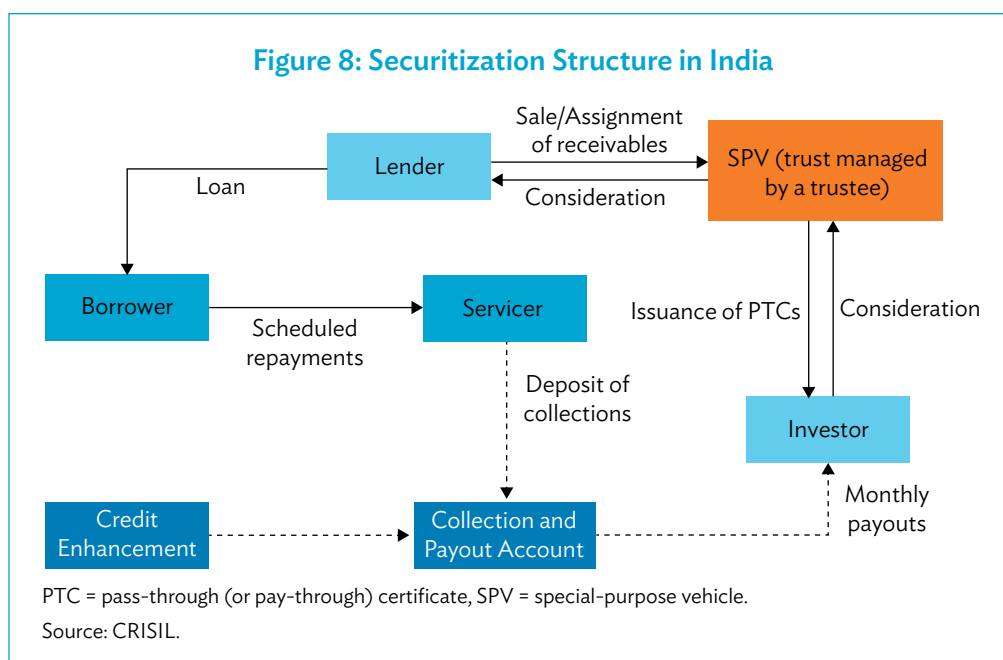 Figure 8: Securitization Structure in India
Sale/Assignment
of receivables
Lender
SPV (trust managed
by a trustee)
Loan
Consideration
Borrower
Servicer
Issuance of PTCs
Consideration
Scheduled
repayments
Deposit of
collections
Investor
Credit
Enhancement
Collection and
Payout Account
Monthly
payouts
PTC = pass-through (or pay-through) certificate, SPV = special-purpose vehicle.
Source: CRISIL.